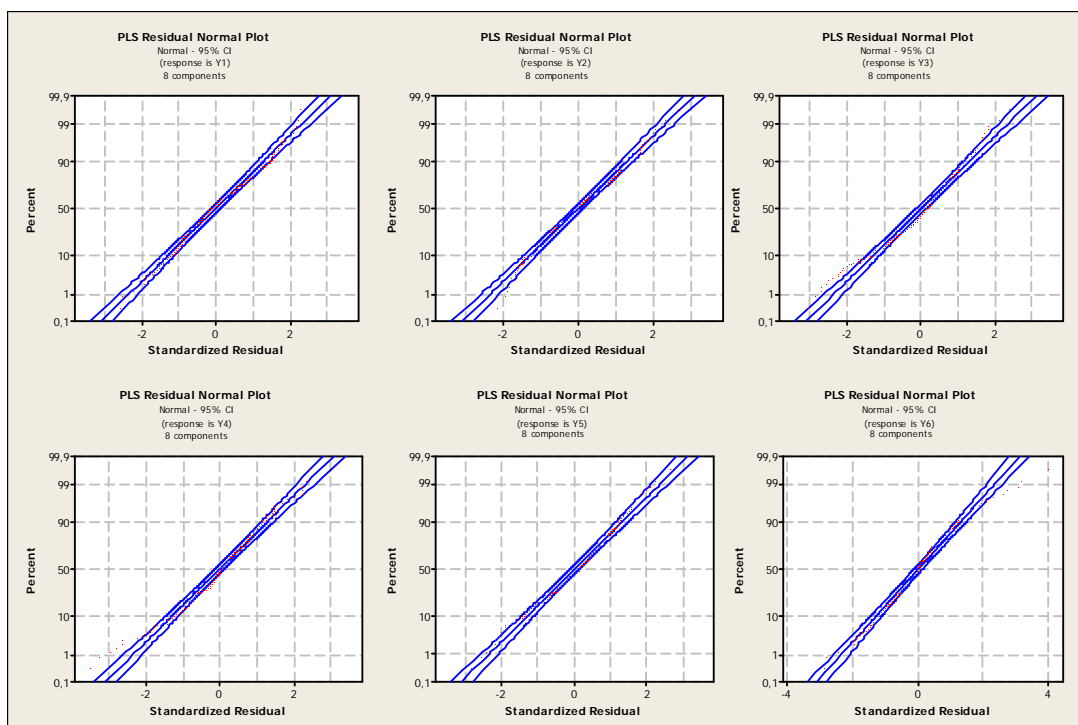 PLS Residual Normal Plot
Normal - 95% CI
(response is Y1)
8 components
99,9
99
90
50
10
1
0,1
Percent
-2
0
2
Standardized Residual
PLS Residual Normal Plot
Normal - 95% CI
(response is Y2)
8 components
99,9
99
90
50
10
1
0,1
Percent
-2
0
2
Standardized Residual
PLS Residual Normal Plot
Normal - 95% CI
(response is Y3)
8 components
99,9
99
90
50
10
1
0,1
Percent
-2
0
2
Standardized Residual
PLS Residual Normal Plot
Normal - 95% CI
(response is Y4)
8 components
99,9
99
90
50
10
1
0,1
Percent
-2
0
2
Standardized Residual
PLS Residual Normal Plot
Normal - 95% CI
(response is Y5)
8 components
99,9
99
90
50
10
1
0,1
Percent
-2
0
2
Standardized Residual
PLS Residual Normal Plot
Normal - 95% CI
(response is Y6)
8 components
99,9
99
90
50
10
1
0,1
Percent
-4
-2
0
2
4
Standardized Residual